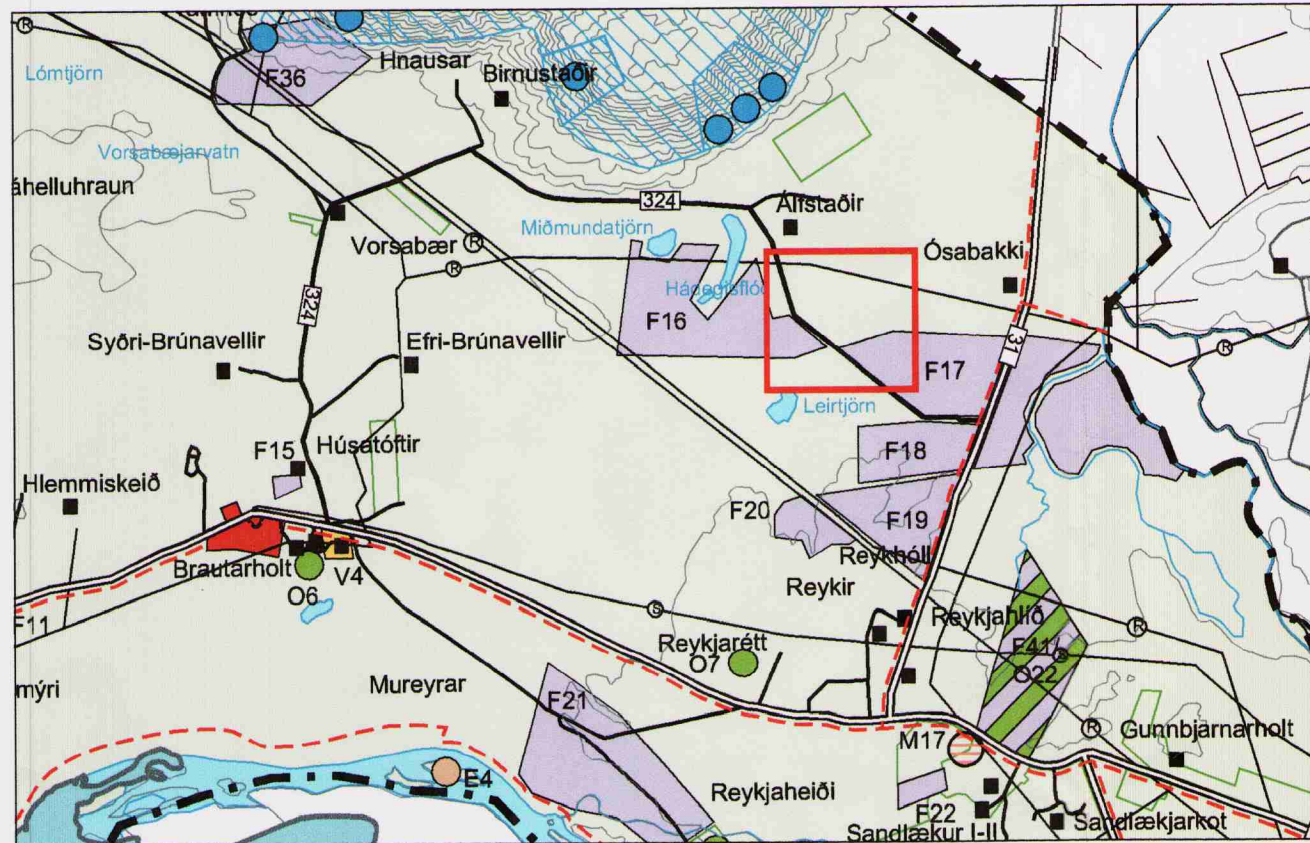 R
F36
Hnausar
Birnustaðir
Lómtjörn
Vorsabæjarvatn
áhelluhraun
324
Álfstaðir
Miðmundatjörn
Vorsabær
R
R
Ósabakki
324
F16
31
Syðri-Brúnavellir
Efri-Brúnavellir
F17
R
Leirtjörn
Húsatóftir
F15
F18
Hlemmiskeið
F20
F19
Reykhóll
Brautarholt
V4
O6
Reykir
S
F11
Reykjahlíð
R
Reykjarétt
O7
F41/
S
O22
mýri
Mureyrar
F21
R
Gunnbjarnarholt
M17
E4
Reykjaheiði
F22
Sandlækur I-II
Sandlækjarkot